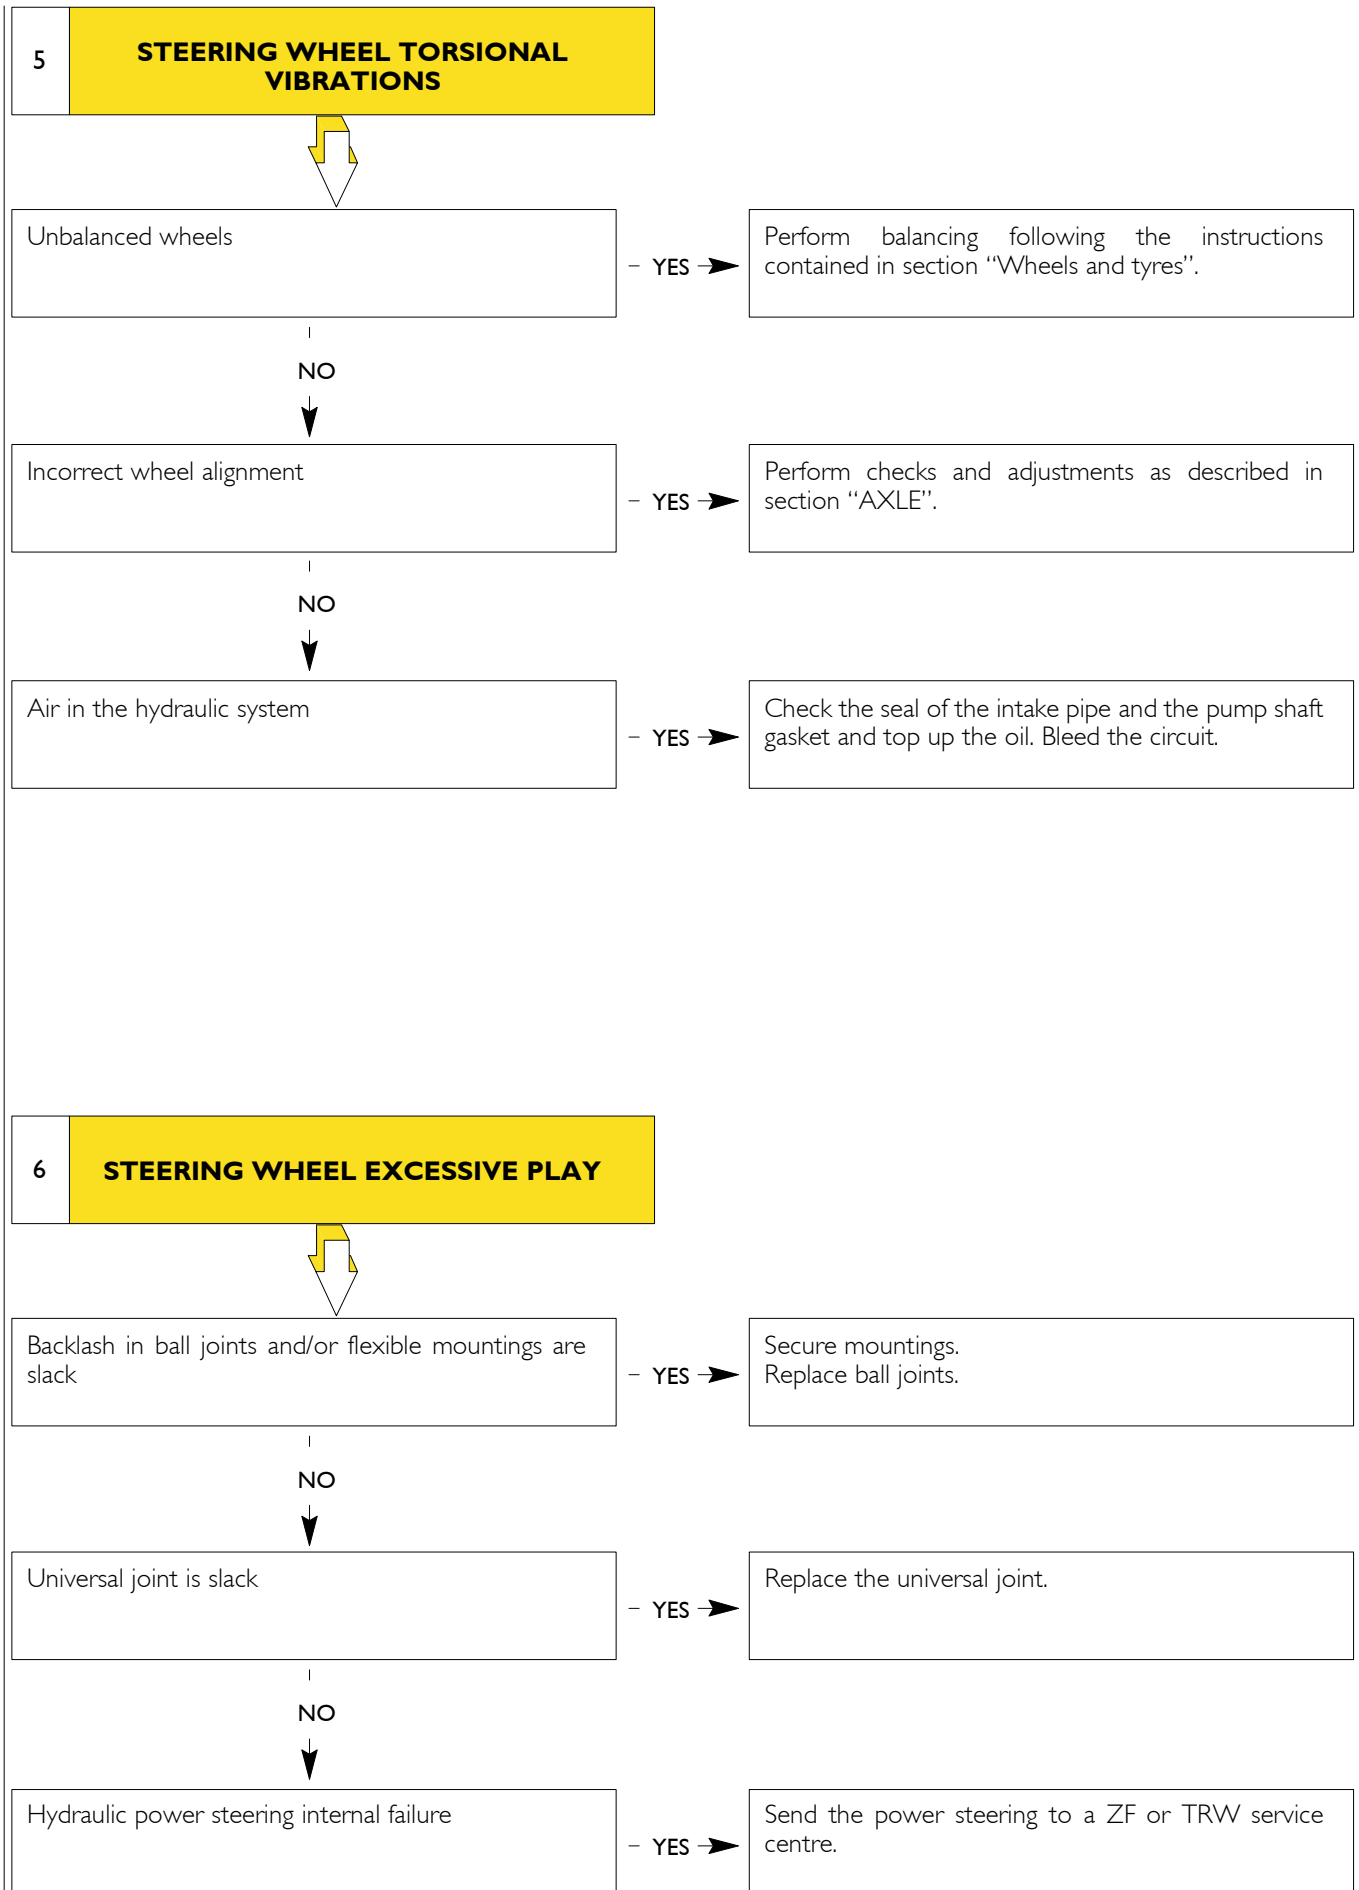 5
STEERING WHEEL TORSIONAL
VIBRATIONS
Unbalanced wheels
– YES
Perform balancing following the instructions
contained in section “Wheels and tyres”.
NO
Incorrect wheel alignment
– YES
Perform checks and adjustments as described in
section “AXLE”.
NO
Air in the hydraulic system
– YES
Check the seal of the intake pipe and the pump shaft
gasket and top up the oil. Bleed the circuit.
6
STEERING WHEEL EXCESSIVE PLAY
Backlash in ball joints and/or flexible mountings are
slack
– YES
Secure mountings.
Replace ball joints.
NO
Universal joint is slack
– YES
Replace the universal joint.
NO
Hydraulic power steering internal failure
– YES
Send the power steering to a ZF or TRW service
centre.